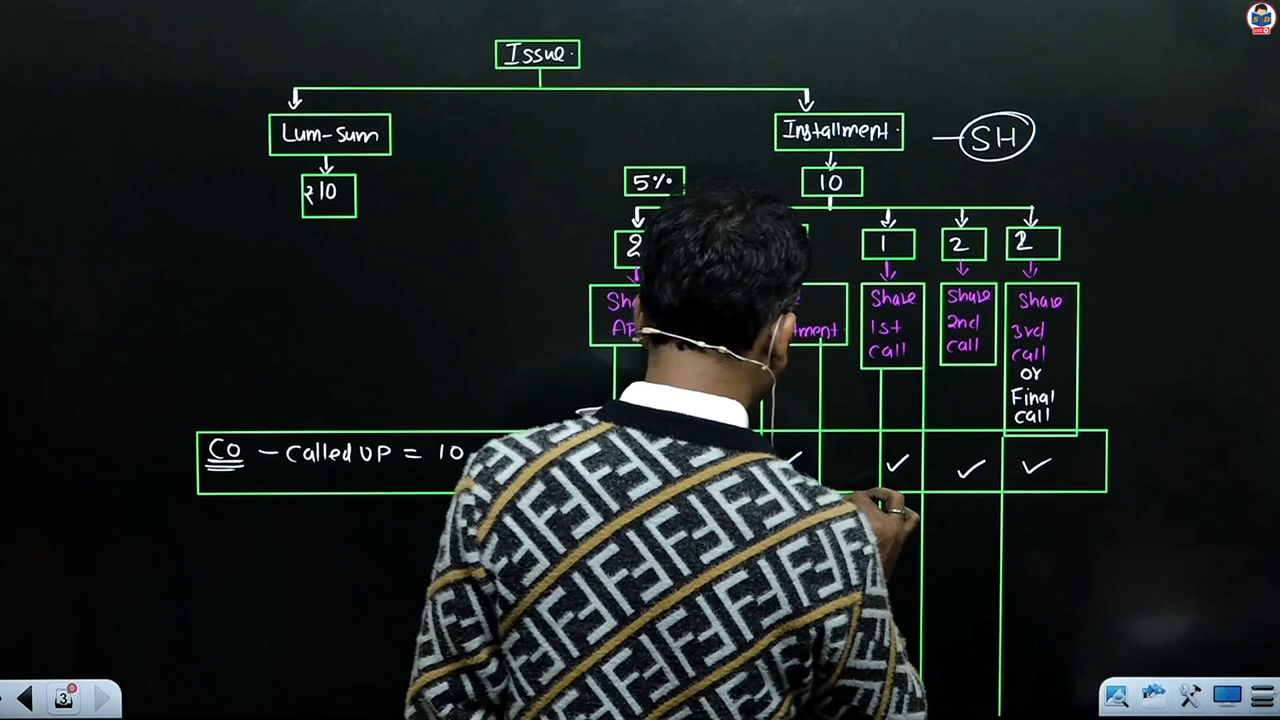 Issue.
Lum-Sum
Installment.
SH
₹10
5%
10
2
1
2
2
Share
1st
call
Share
2nd
call
Share
3rd
call
or
Final
call
Co - Called UP = 10
3